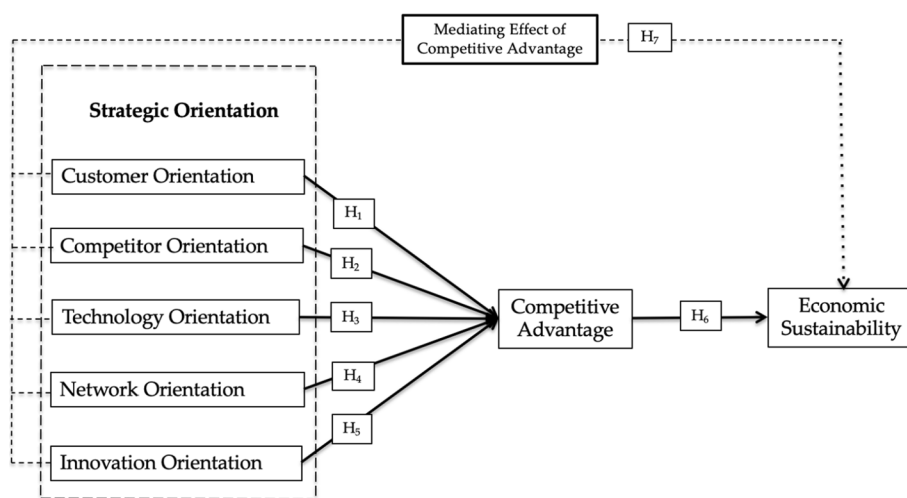 Mediating Effect of
Competitive Advantage
H₇
Strategic Orientation
Customer Orientation
H₁
Competitor Orientation
H₂
Technology Orientation
H₃
Competitive
Advantage
H₆
Economic
Sustainability
Network Orientation
H₄
Innovation Orientation
H₅